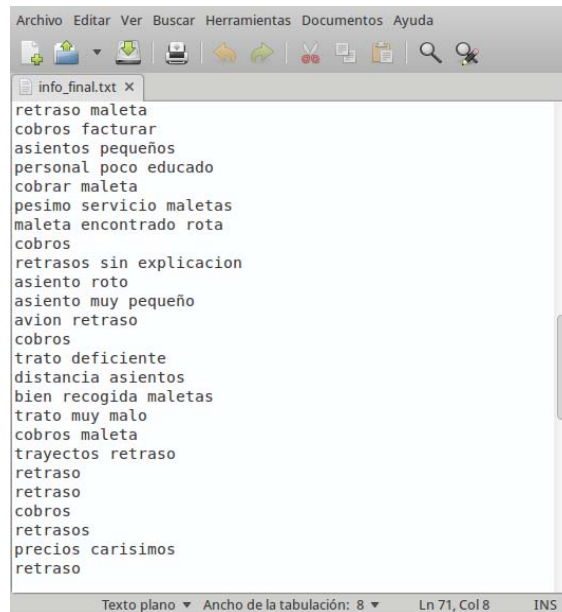 Archivo Editar Ver Buscar Herramientas Documentos Ayuda
info_final.txt ×
retraso maleta
cobros facturar
asientos pequeños
personal poco educado
cobrar maleta
pesimo servicio maletas
maleta encontrado rota
cobros
retrasos sin explicacion
asiento roto
asiento muy pequeño
avion retraso
cobros
trato deficiente
distancia asientos
bien recogida maletas
trato muy malo
cobros maleta
trayectos retraso
retraso
retraso
cobros
retrasos
precios carisimos
retraso
Texto plano ▼ Ancho de la tabulación: 8 ▼ Ln 71, Col 8 INS